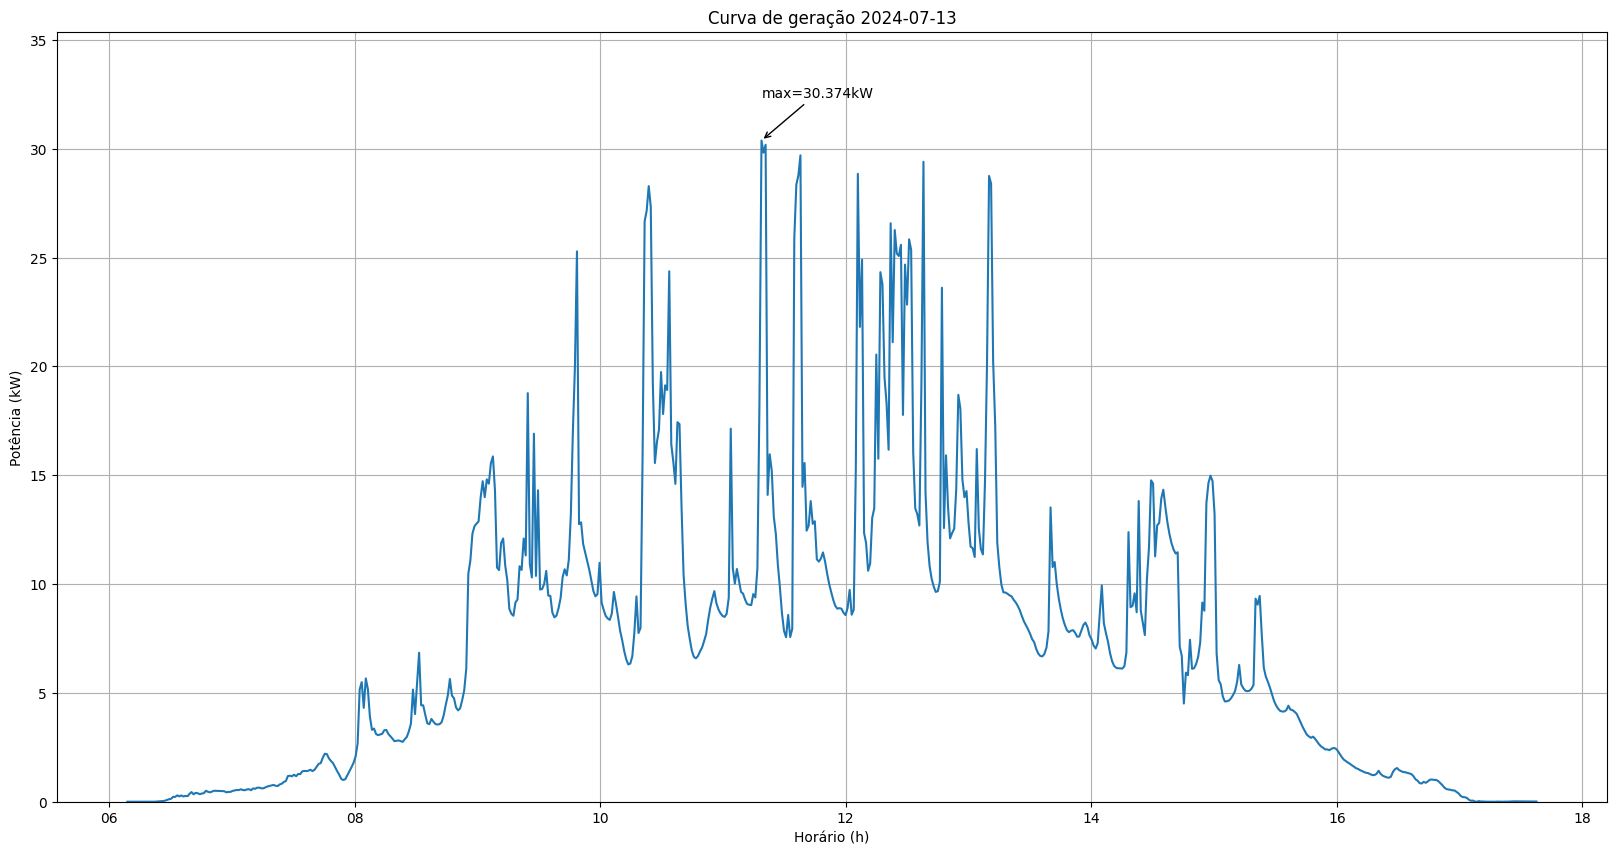 Curva de geração 2024-07-13
35
max=30.374kW
30
25
20
15
10
5
0
Potência (kW)
06 08 10 12 14 16 18
Horário (h)